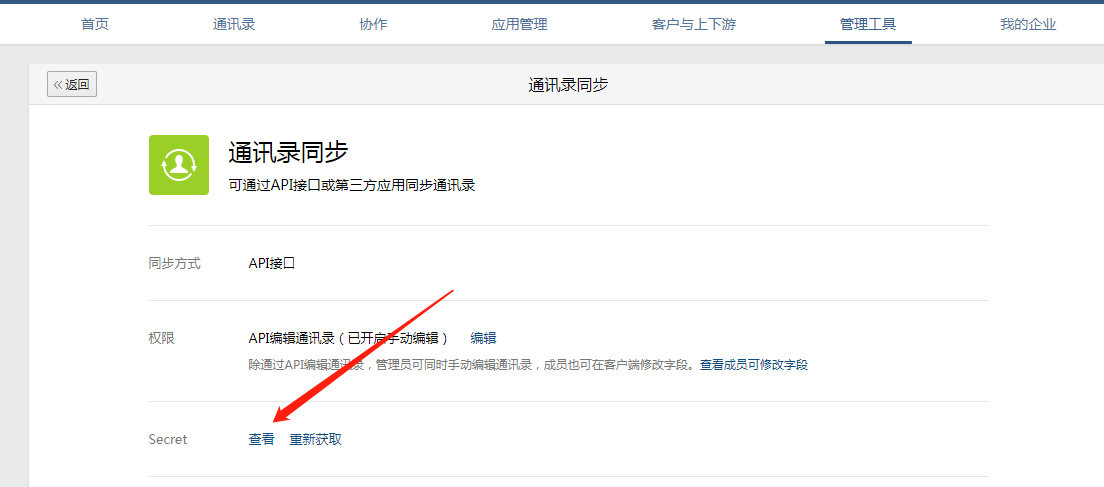 首页 通讯录 协作 应用管理 客户与上下游 管理工具 我的企业
《返回 通讯录同步
通讯录同步
可通过API接口或第三方应用同步通讯录
同步方式 API接口
权限 API编辑通讯录（已开启手动编辑） 编辑
除通过API编辑通讯录，管理员可同时手动编辑通讯录，成员也可在客户端修改字段。查看成员可修改字段
Secret 查看 重新获取